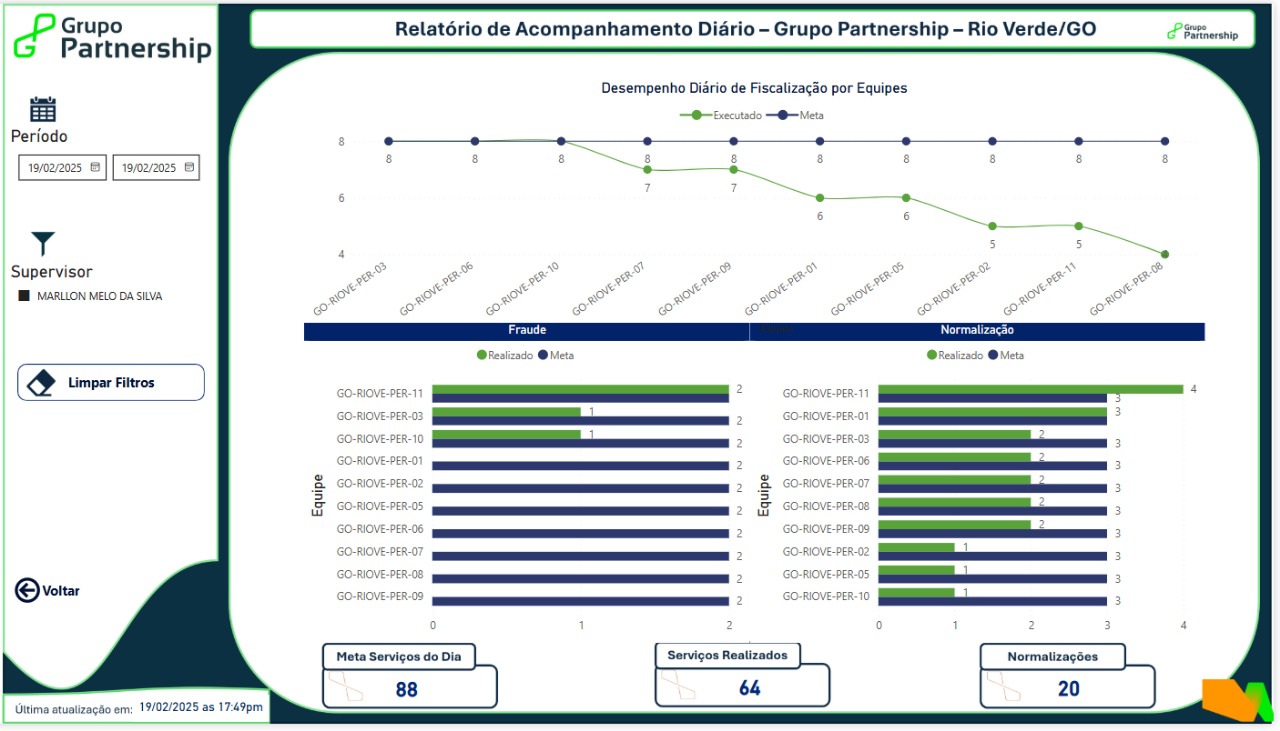 Grupo
Partnership
Relatório de Acompanhamento Diário – Grupo Partnership – Rio Verde/GO
Grupo
Partnership
Período
19/02/2025 19/02/2025
Supervisor
MARLLON MELO DA SILVA
Limpar Filtros
Voltar
Última atualização em: 19/02/2025 as 17:49pm
Desempenho Diário de Fiscalização por Equipes
Executado Meta
8
8 8 8 8 8 8 8 8 8 8
7 7
6
6 6
5 5
4
GO-RIOVE-PER-03
GO-RIOVE-PER-06
GO-RIOVE-PER-10
GO-RIOVE-PER-07
GO-RIOVE-PER-09
GO-RIOVE-PER-01
GO-RIOVE-PER-05
GO-RIOVE-PER-02
GO-RIOVE-PER-11
GO-RIOVE-PER-08
Fraude
Realizado Meta
Equipe
GO-RIOVE-PER-11 2
GO-RIOVE-PER-03 1
2
GO-RIOVE-PER-10 1
2
GO-RIOVE-PER-01 2
GO-RIOVE-PER-02 2
GO-RIOVE-PER-05 2
GO-RIOVE-PER-06 2
GO-RIOVE-PER-07 2
GO-RIOVE-PER-08 2
GO-RIOVE-PER-09 2
0 1 2
Normalização
Realizado Meta
Equipe
GO-RIOVE-PER-11 4
3
GO-RIOVE-PER-01 3
GO-RIOVE-PER-03 2
3
GO-RIOVE-PER-06 2
3
GO-RIOVE-PER-07 2
3
GO-RIOVE-PER-08 2
3
GO-RIOVE-PER-09 2
3
GO-RIOVE-PER-02 1
3
GO-RIOVE-PER-05 1
3
GO-RIOVE-PER-10 1
3
0 1 2 3 4
Meta Serviços do Dia
88
Serviços Realizados
64
Normalizações
20